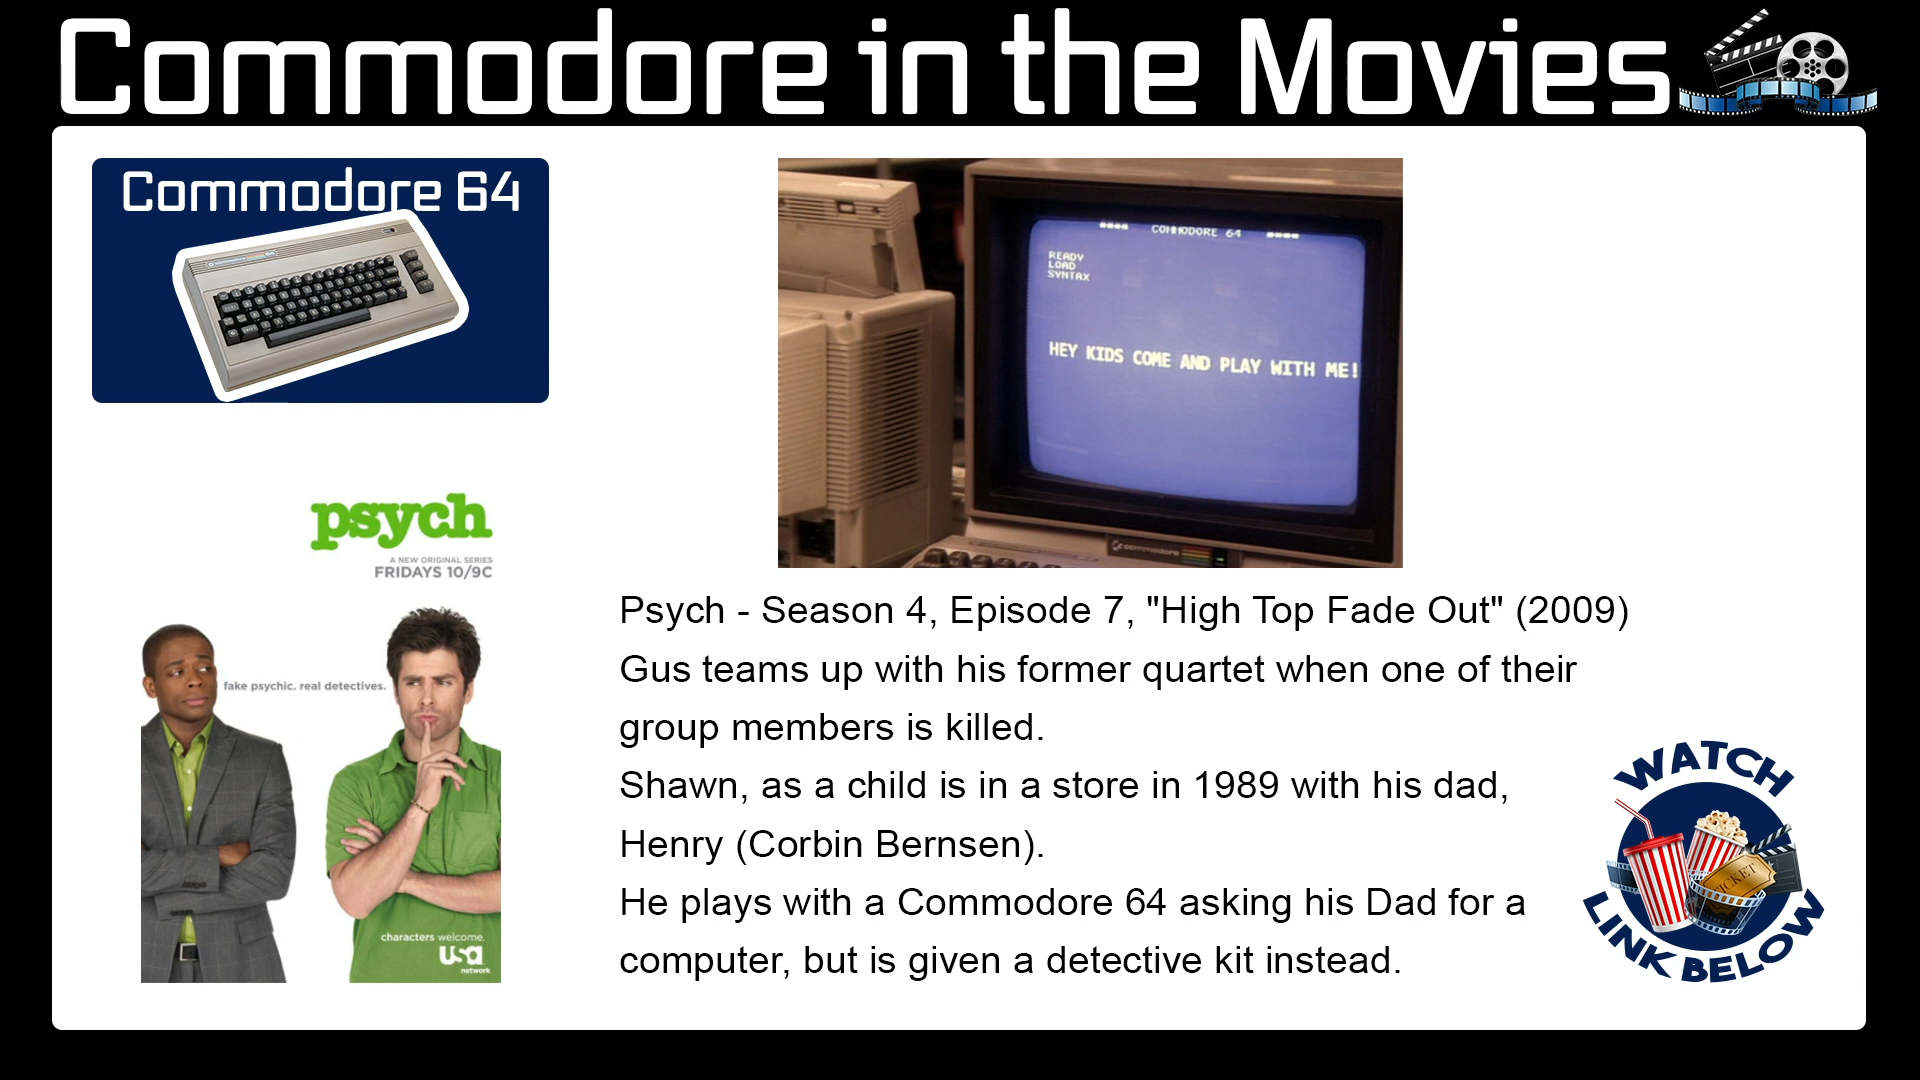 Commodore in the Movies
Commodore 64
COMMODORE 64
READY
LOAD
SYNTAX
HEY KIDS COME AND PLAY WITH ME!
commodore
psych
A NEW ORIGINAL SERIES
FRIDAYS 10/9C
fake psychic. real detectives.
characters welcome.
usa
network
Psych - Season 4, Episode 7, "High Top Fade Out" (2009)
Gus teams up with his former quartet when one of their
group members is killed.
Shawn, as a child is in a store in 1989 with his dad,
Henry (Corbin Bernsen).
He plays with a Commodore 64 asking his Dad for a
computer, but is given a detective kit instead.
WATCH
TICKET
LINK BELOW